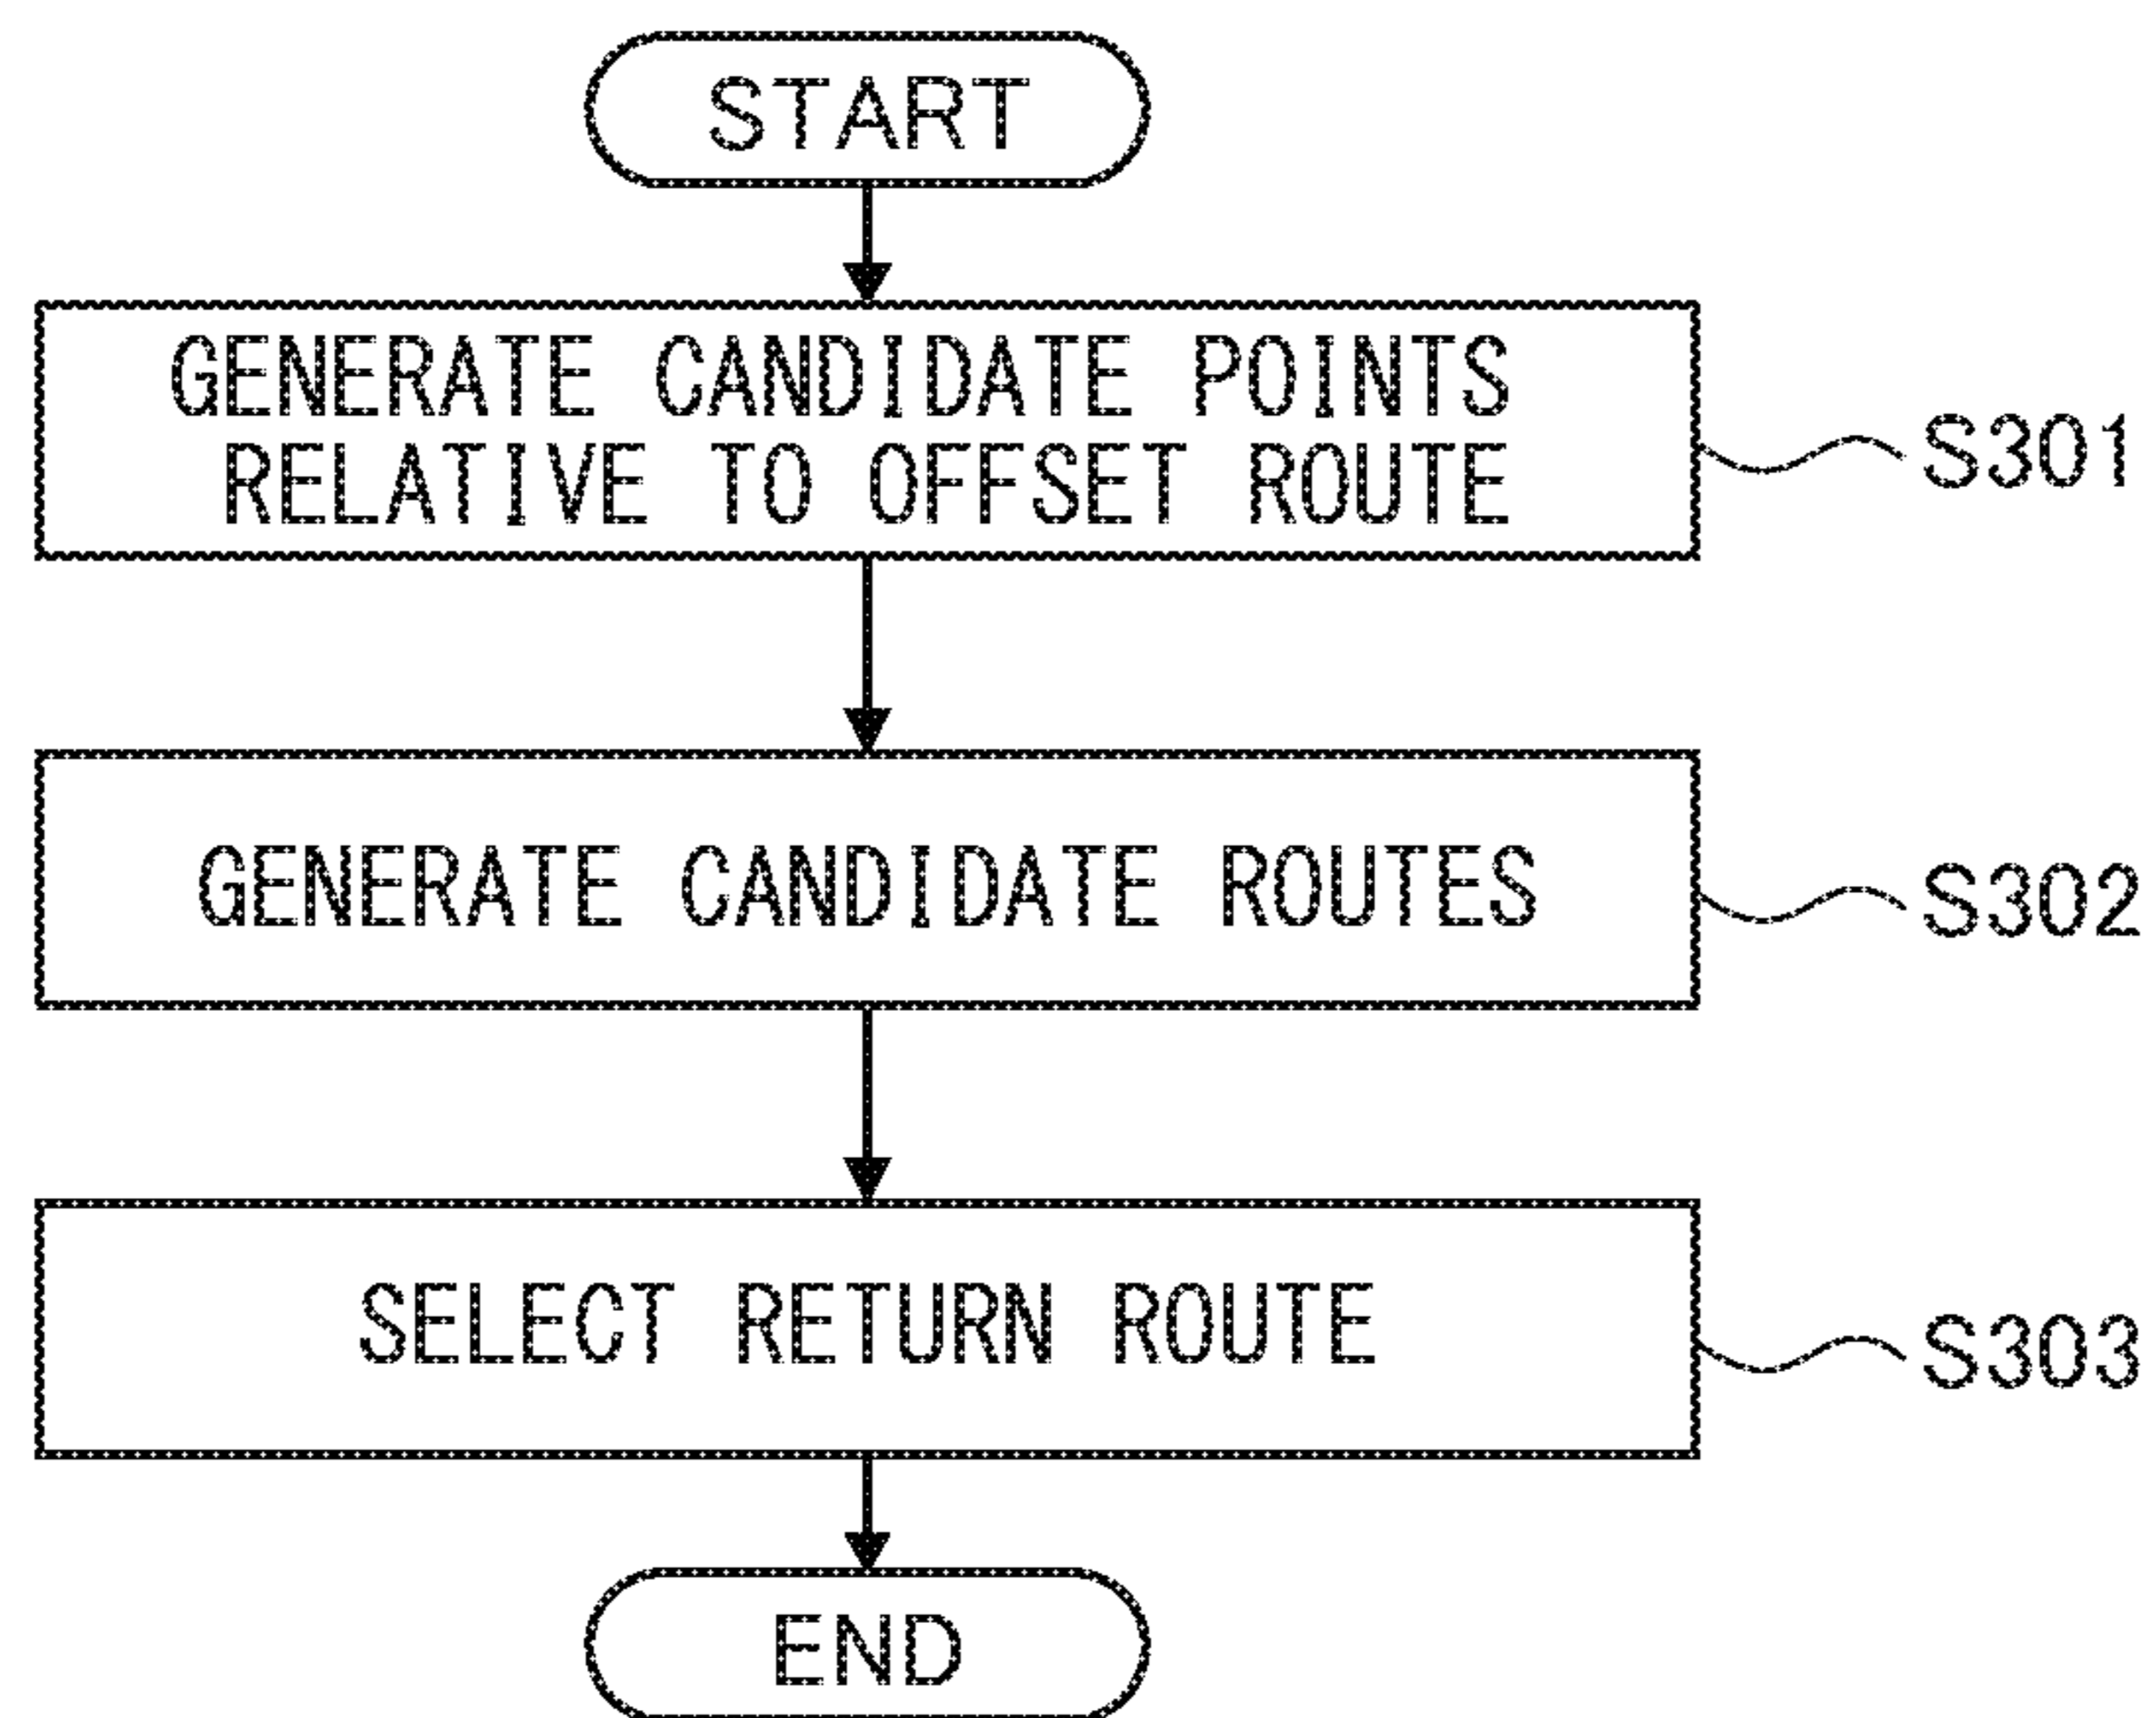 START
GENERATE CANDIDATE POINTS
RELATIVE TO OFFSET ROUTE
S301
GENERATE CANDIDATE ROUTES
S302
SELECT RETURN ROUTE
S303
END